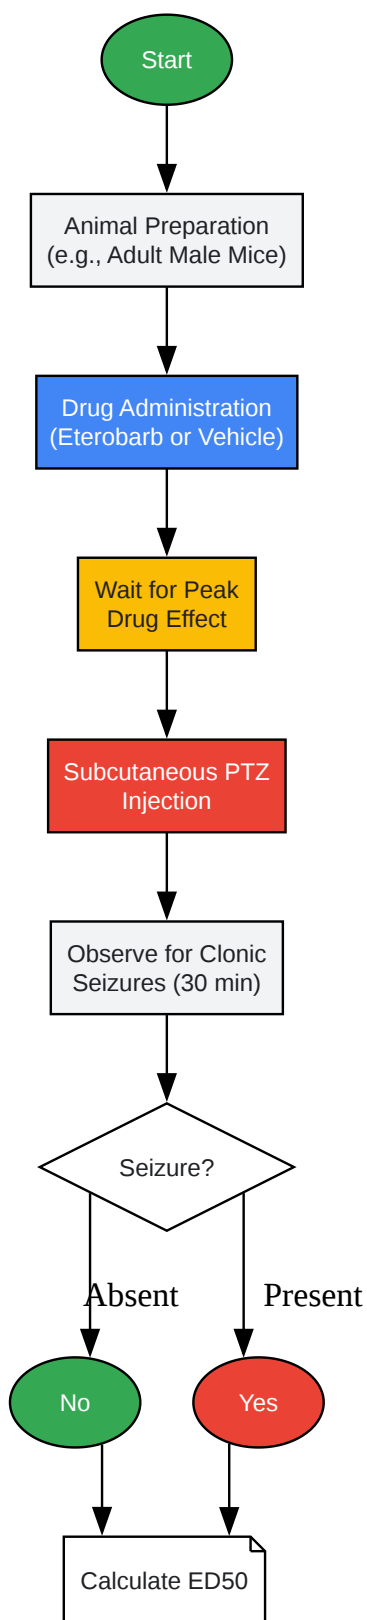 Start
Animal Preparation
(e.g., Adult Male Mice)
Drug Administration
(Eterobarb or Vehicle)
Wait for Peak
Drug Effect
Subcutaneous PTZ
Injection
Observe for Clonic
Seizures (30 min)
Seizure?
Absent
Present
No
Yes
Calculate ED50